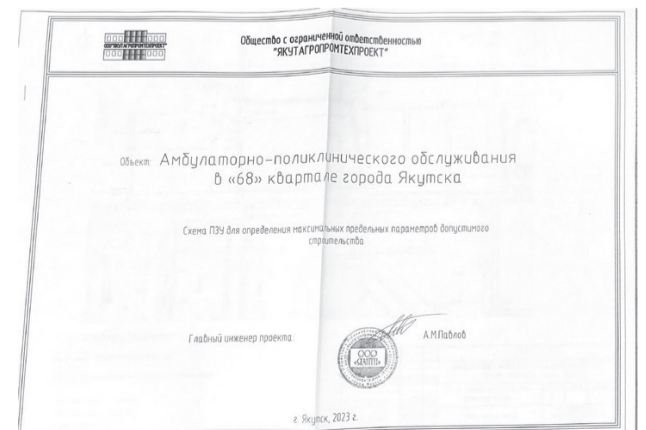 Общество с ограниченной ответственностью
"ЯКУТАГРОПРОМТЕХПРОЕКТ"
Объект: Амбулаторно-поликлинического обслуживания
в «68» квартале города Якутска
Схема ПЗУ для определения максимальных предельных параметров допустимого
строительства.
Главный инженер проекта:
А.М.Павлов
ООО
г. Якутск, 2023 г.